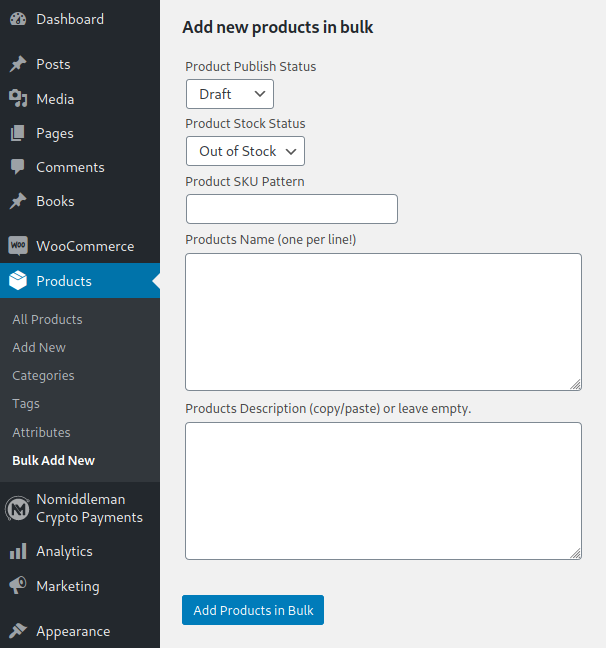 Dashboard
Posts
Media
Pages
Comments
Books
WOO
WooCommerce
Products
All Products
Add New
Categories
Tags
Attributes
Bulk Add New
Nomiddleman
Crypto Payments
Analytics
Marketing
Appearance
Add new products in bulk
Product Publish Status
Draft
Product Stock Status
Out of Stock
Product SKU Pattern
Products Name (one per line!)
Products Description (copy/paste) or leave empty.
Add Products in Bulk